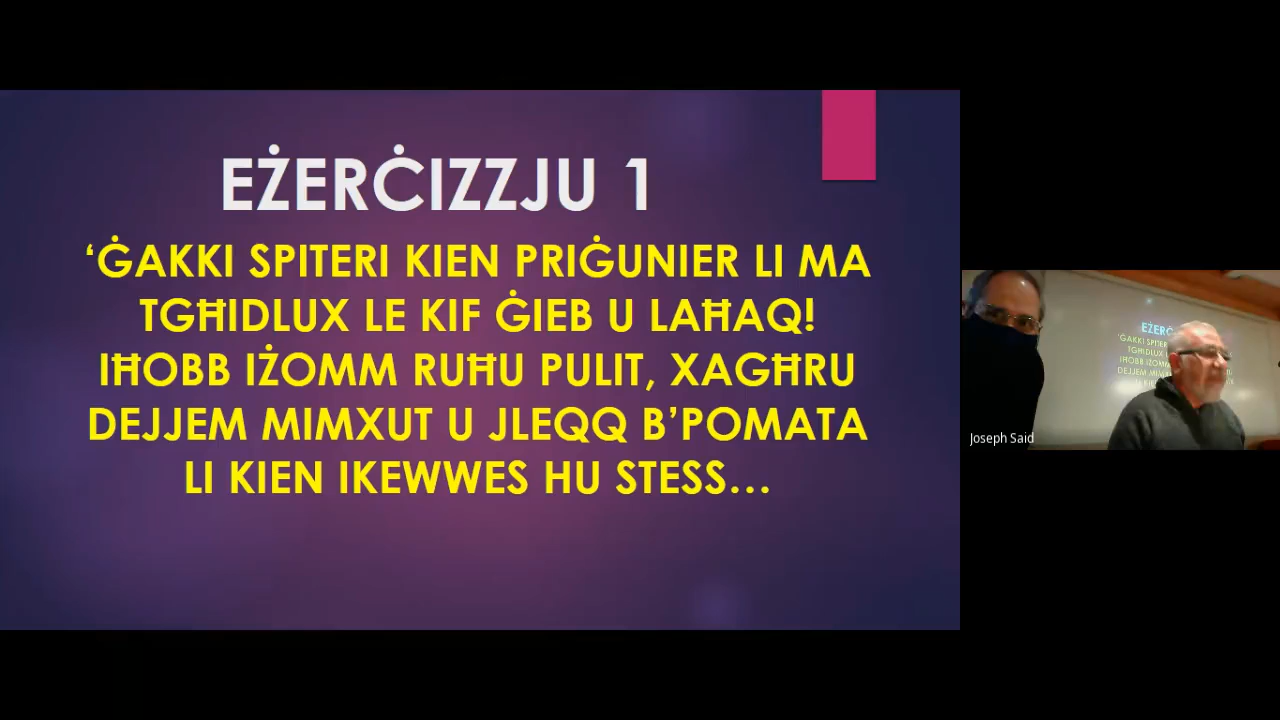 EŻERĊIZZJU 1
‘ĠAKKI SPITERI KIEN PRIĠUNIER LI MA
TGĦIDLUX LE KIF ĠIEB U LAĦAQ!
IĦOBB IŻOMM RUĦU PULIT, XAGĦRU
DEJJEM MIMXUT U JLEQQ B’POMATA
LI KIEN IKEWWES HU STESS…
Joseph Said